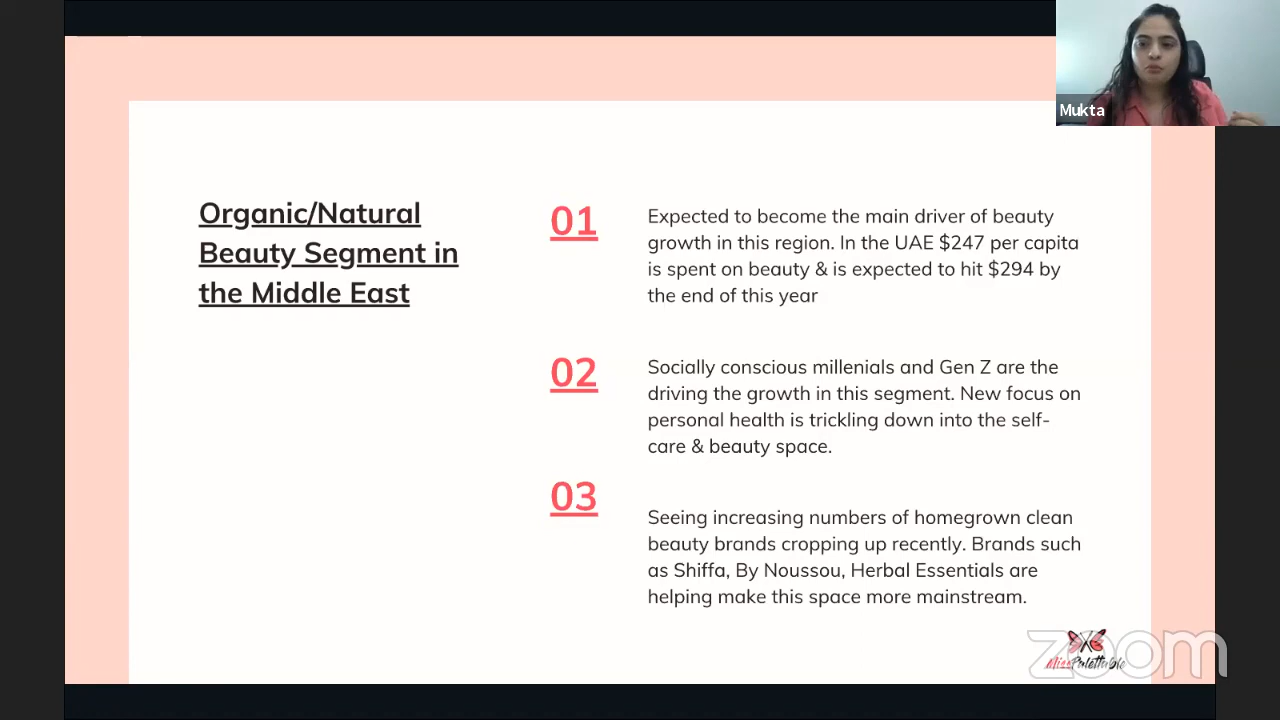 Mukta
Organic/Natural
Beauty Segment in
the Middle East
01
Expected to become the main driver of beauty
growth in this region. In the UAE $247 per capita
is spent on beauty & is expected to hit $294 by
the end of this year
02
Socially conscious millenials and Gen Z are the
driving the growth in this segment. New focus on
personal health is trickling down into the self-
care & beauty space.
03
Seeing increasing numbers of homegrown clean
beauty brands cropping up recently. Brands such
as Shiffa, By Noussou, Herbal Essentials are
helping make this space more mainstream.
MissPalettable
zoom